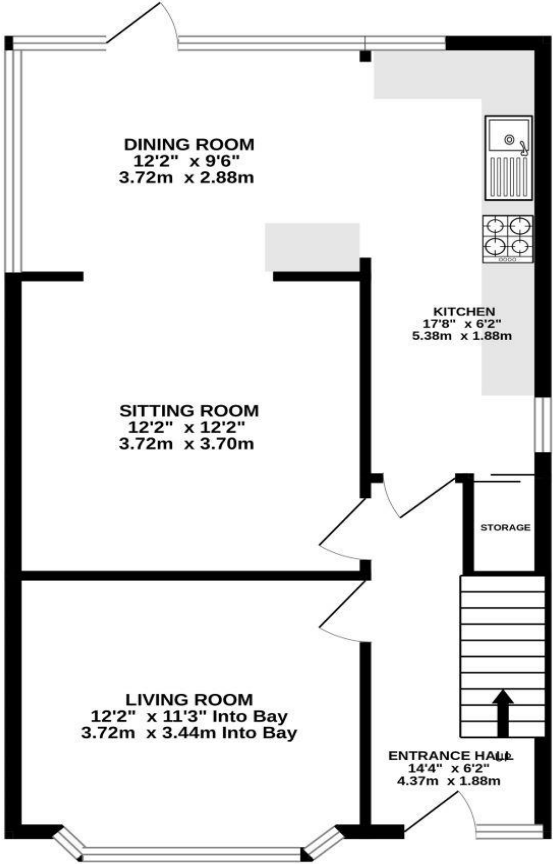 DINING ROOM
12'2" x 9'6"
3.72m x 2.88m
KITCHEN
17'8" x 6'2"
5.38m x 1.88m
SITTING ROOM
12'2" x 12'2"
3.72m x 3.70m
STORAGE
LIVING ROOM
12'2" x 11'3" Into Bay
3.72m x 3.44m Into Bay
UP
ENTRANCE HALL
14'4" x 6'2"
4.37m x 1.88m